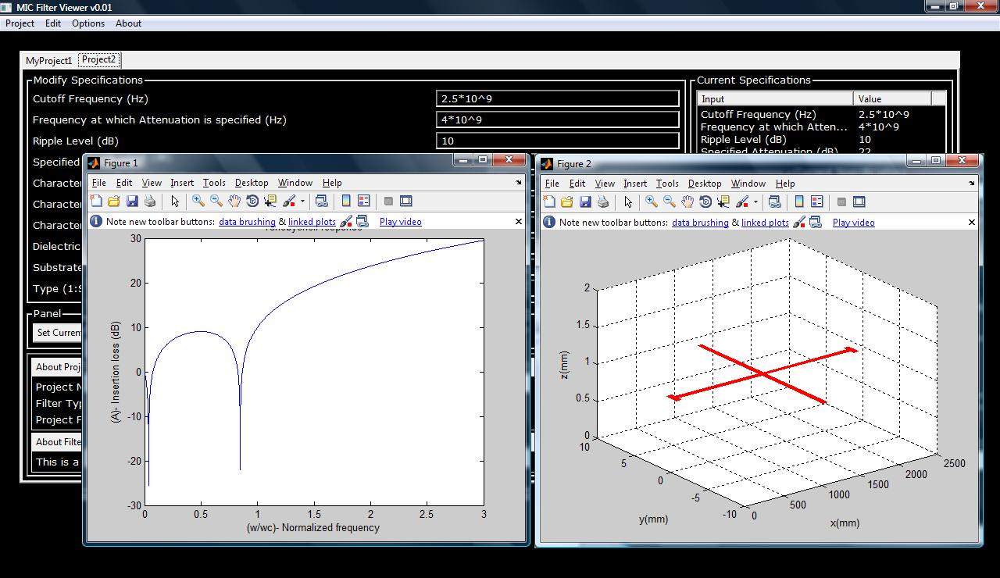 MIC Filter Viewer v0.01
Project Edit Options About
MyProject1 Project2
Modify Specifications
Cutoff Frequency (Hz) 2.5*10^9
Frequency at which Attenuation is specified (Hz) 4*10^9
Ripple Level (dB) 10
Specified
Character
Character
Character
Dielectric
Substrate
Type (1:S
Panel
Set Curren
About Proj
Project N
Filter Typ
Project F
About Filte
This is a
Current Specifications
Input Value
Cutoff Frequency (Hz) 2.5*10^9
Frequency at which Atten... 4*10^9
Ripple Level (dB) 10
Specified Attenuation (dB) 22
Figure 1
File Edit View Insert Tools Desktop Window Help
Note new toolbar buttons: data brushing & linked plots Play video
30
20
10
0
-10
-20
-30
(A)- Insertion loss (dB)
0 0.5 1 1.5 2 2.5 3
(w/wc)- Normalized frequency
Figure 2
File Edit View Insert Tools Desktop Window Help
Note new toolbar buttons: data brushing & linked plots Play video
2
1.5
1
0.5
0
z(mm)
10
5
0
-5
-10
y(mm)
0
500
1000
1500
2000
2500
x(mm)